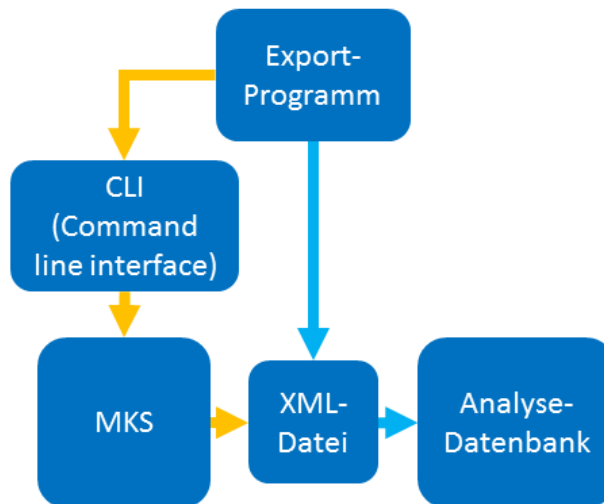 Export-
Programm
CLI
(Command
line interface)
MKS
XML-
Datei
Analyse-
Datenbank